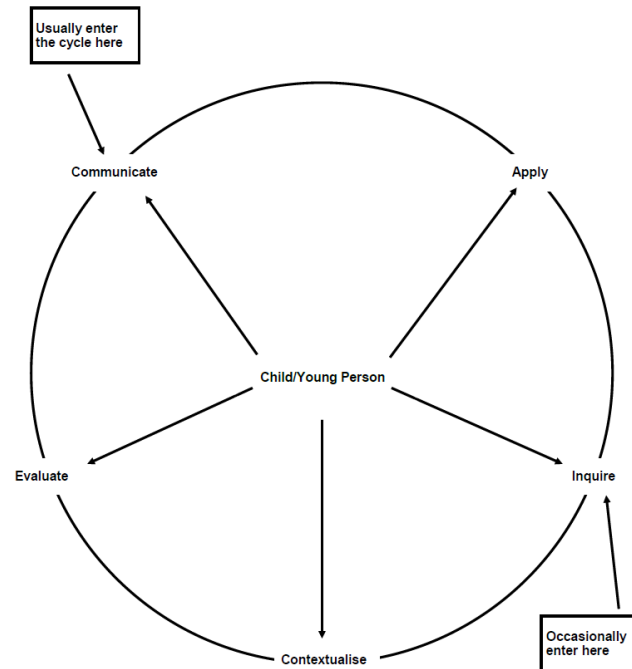 Usually enter
the cycle here
Communicate
Apply
Child/Young Person
Evaluate
Inquire
Occasionally
enter here
Contextualise